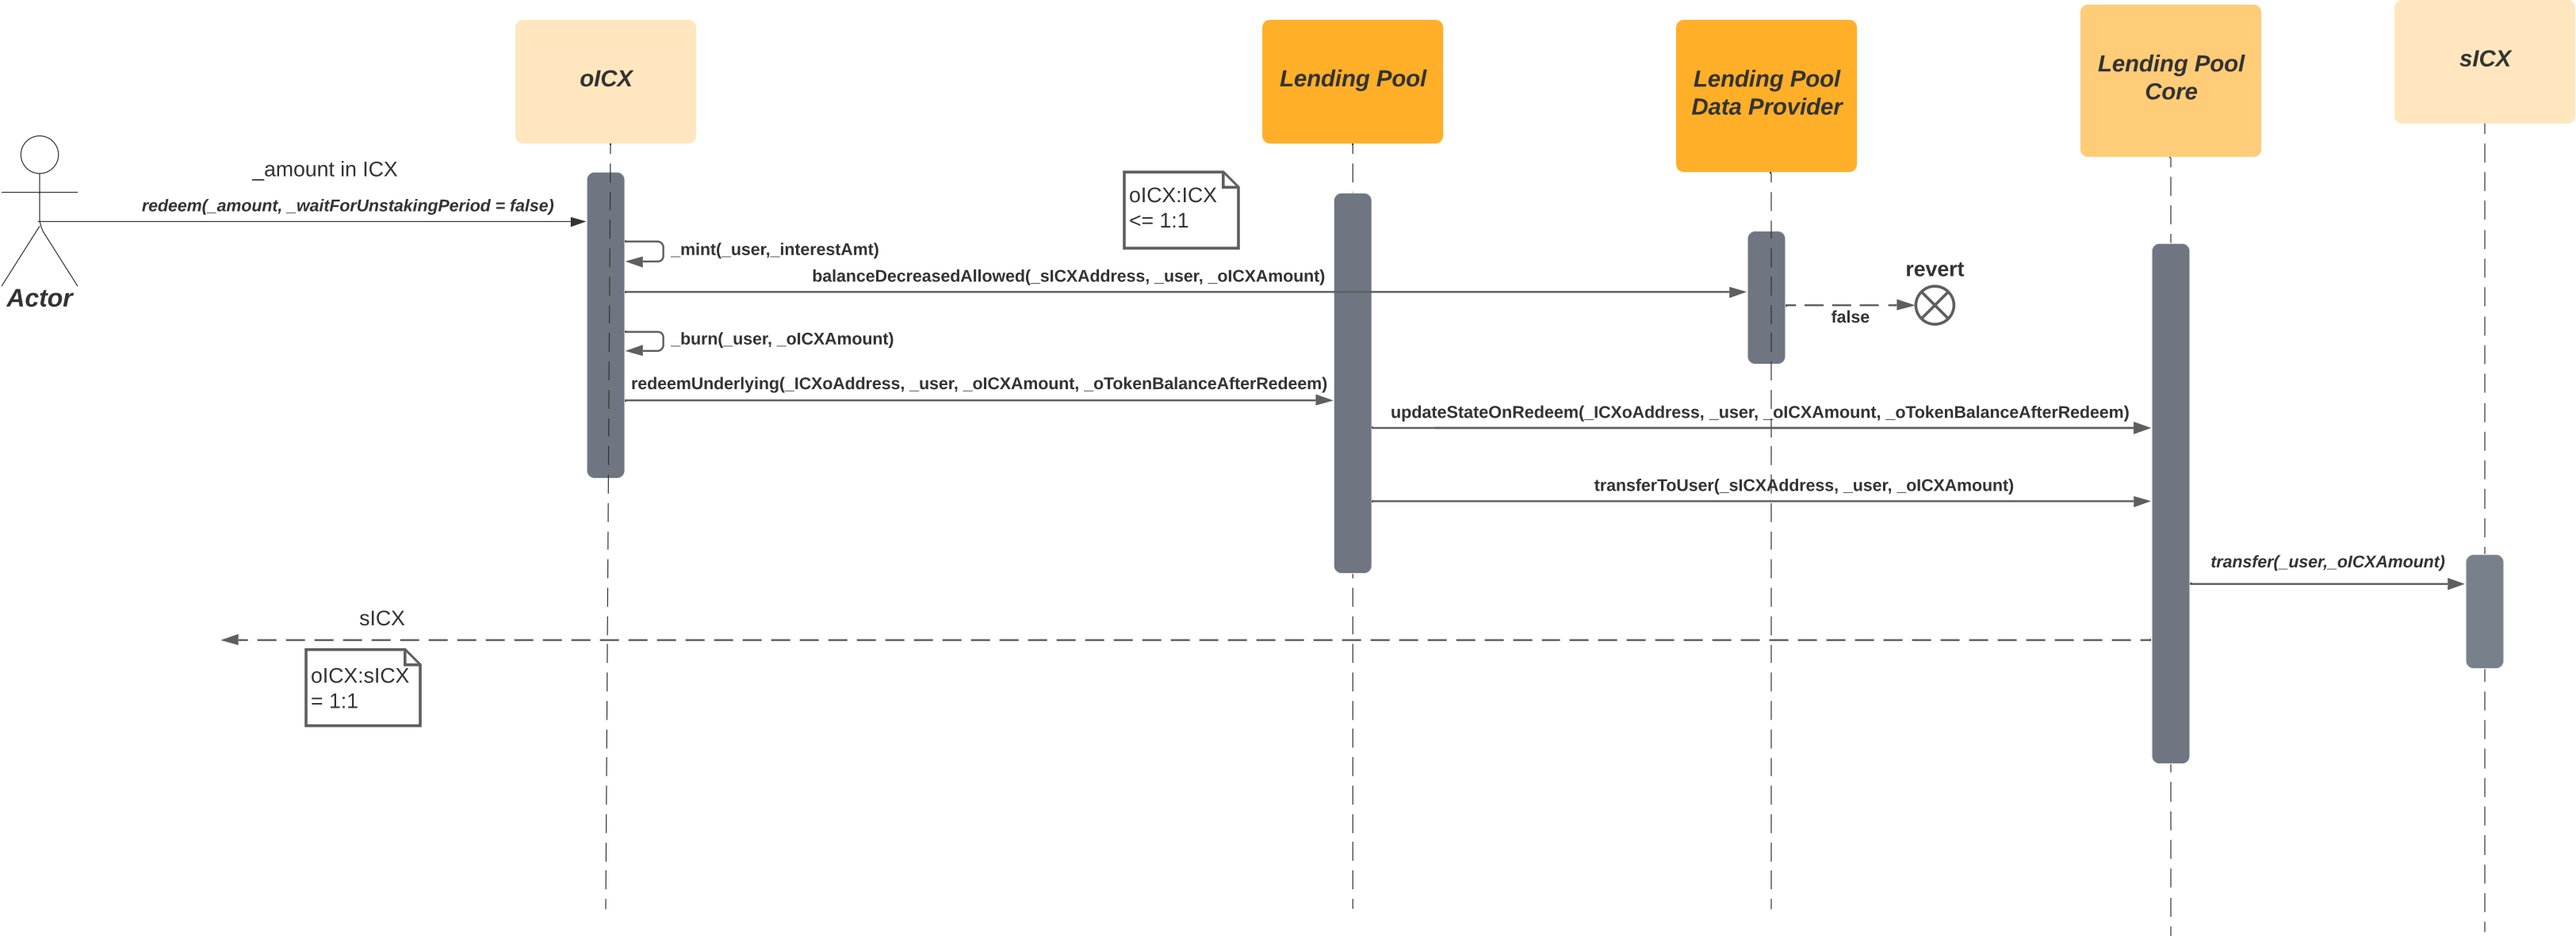 oICX
Lending Pool
Lending Pool
Data Provider
Lending Pool
Core
sICX
_amount in ICX
redeem(_amount, _waitForUnstakingPeriod = false)
Actor
oICX:ICX
<= 1:1
_mint(_user,_interestAmt)
balanceDecreasedAllowed(_sICXAddress, _user, _oICXAmount)
revert
false
_burn(_user, _oICXAmount)
redeemUnderlying(_ICXoAddress, _user, _oICXAmount, _oTokenBalanceAfterRedeem)
updateStateOnRedeem(_ICXoAddress, _user, _oICXAmount, _oTokenBalanceAfterRedeem)
transferToUser(_sICXAddress, _user, _oICXAmount)
transfer(_user,_oICXAmount)
sICX
oICX:sICX
= 1:1